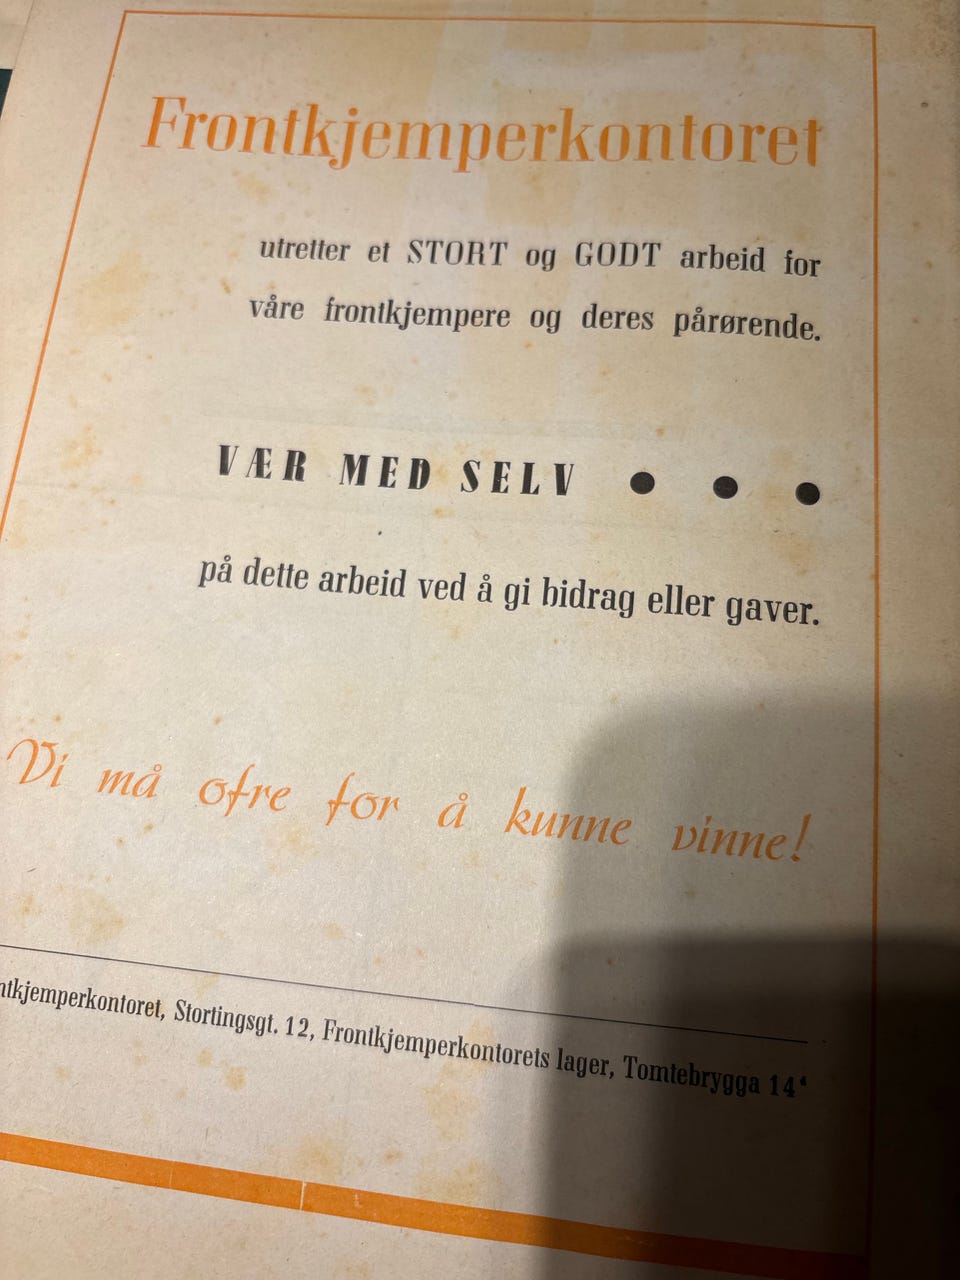 Frontkjemperkontoret
utretter et STORT og GODT arbeid for
våre frontkjempere og deres pårørende.
VÆR MED SELV ● ● ●
på dette arbeid ved å gi bidrag eller gaver.
Vi må ofre for å kunne vinne!
ntkjemperkontoret, Stortingsgt. 12, Frontkjemperkontorets lager, Tomtebrygga 14⁴